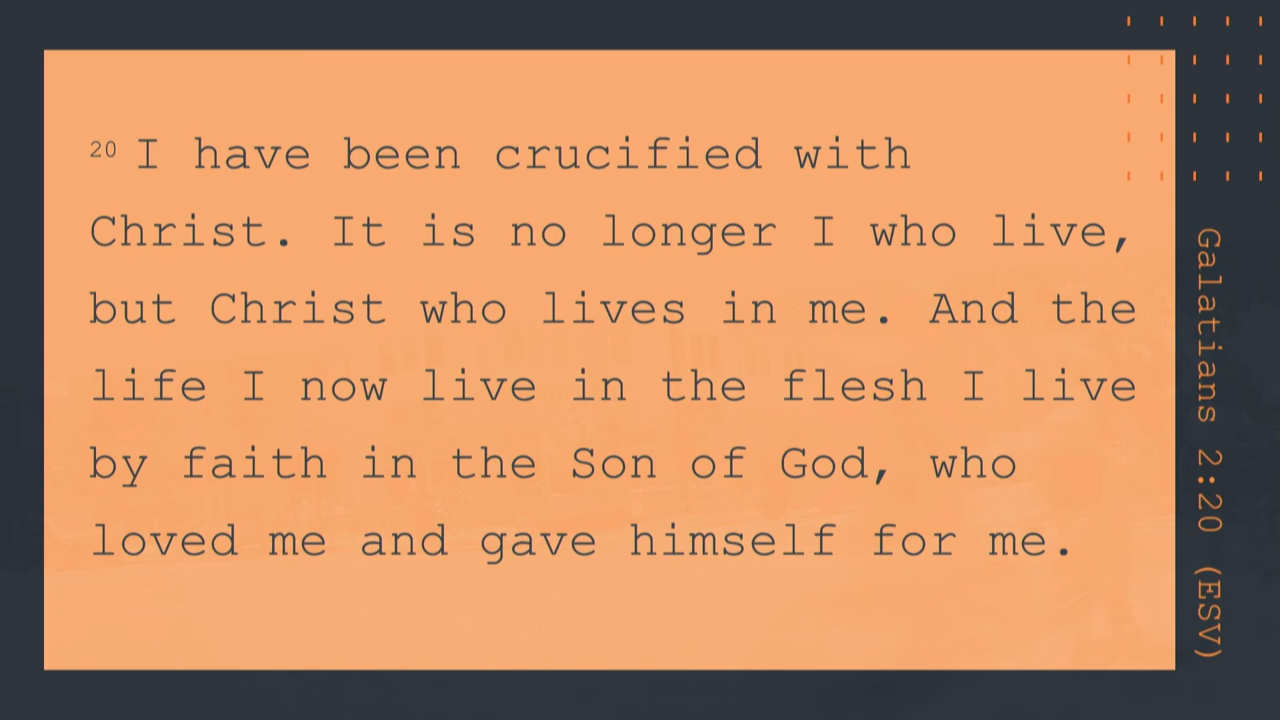 20 I have been crucified with
Christ. It is no longer I who live,
but Christ who lives in me. And the
life I now live in the flesh I live
by faith in the Son of God, who
loved me and gave himself for me.
Galatians 2:20 (ESV)